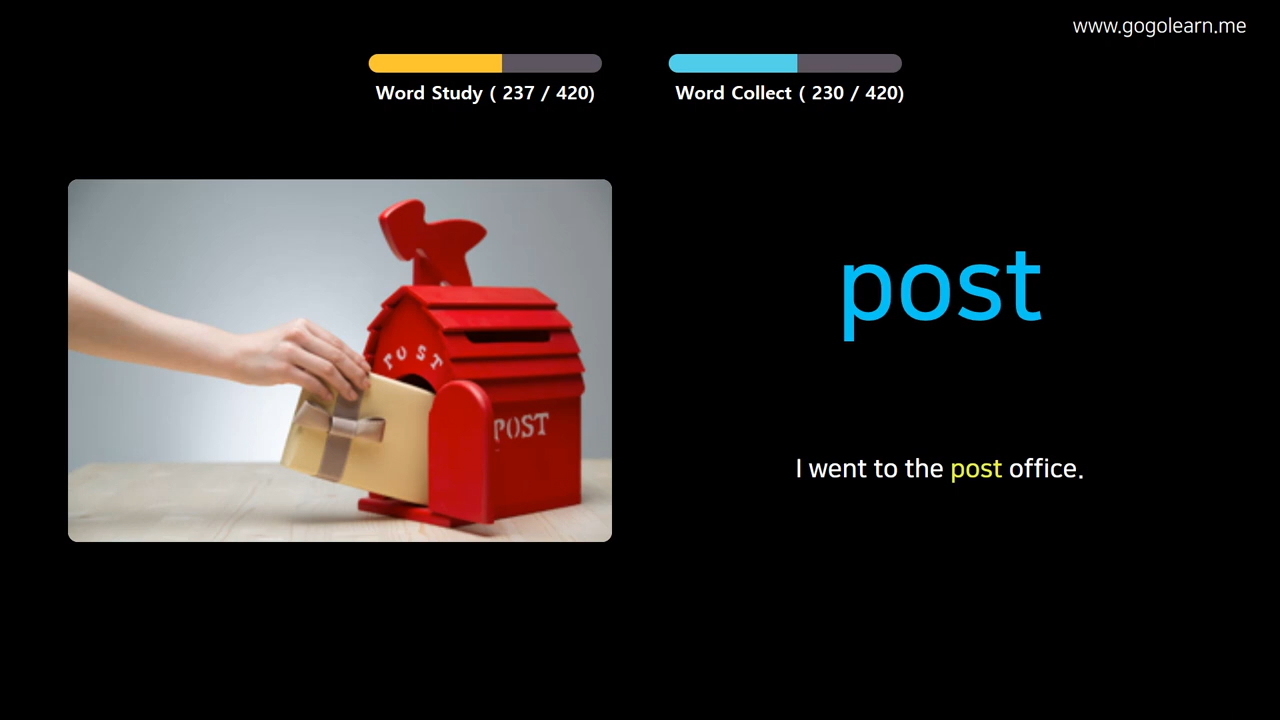 www.gogolearn.me
Word Study ( 237 / 420)
Word Collect ( 230 / 420)
POST
POST
post
I went to the post office.